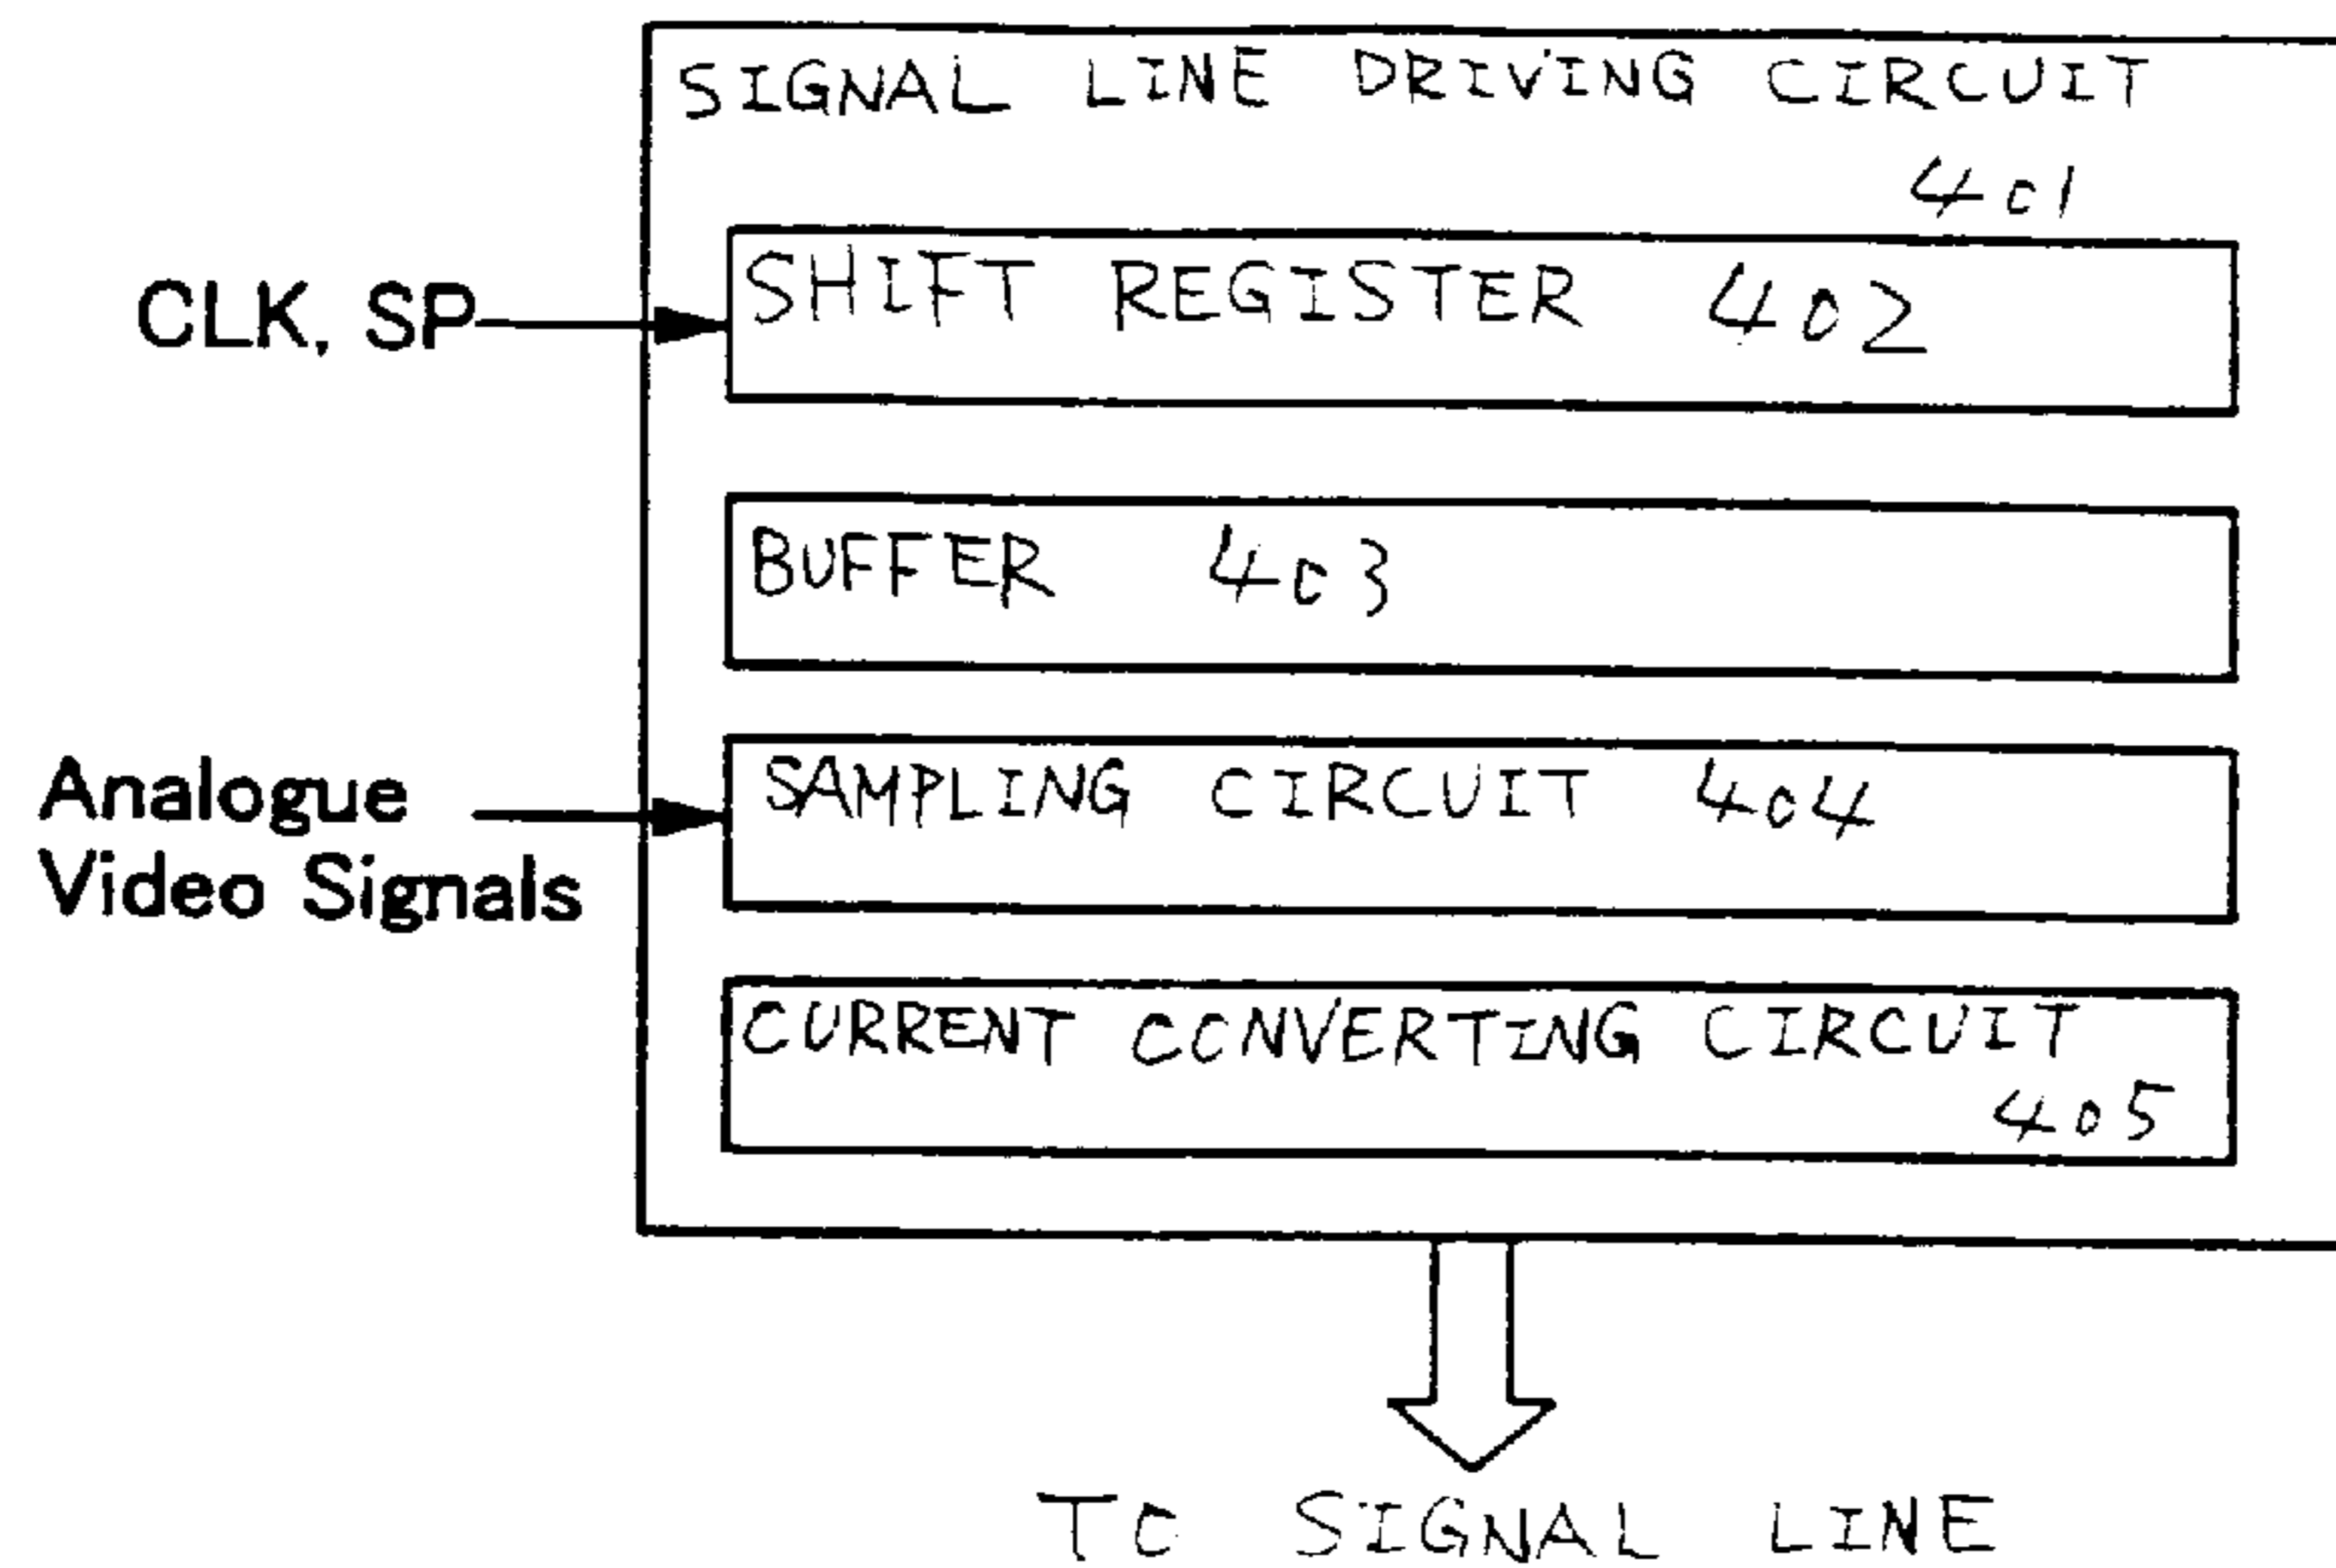 SIGNAL LINE DRIVING CIRCUIT
401
CLK, SP
SHIFT REGISTER 402
BUFFER 403
Analogue
Video Signals
SAMPLING CIRCUIT 404
CURRENT CONVERTING CIRCUIT
405
TO SIGNAL LINE